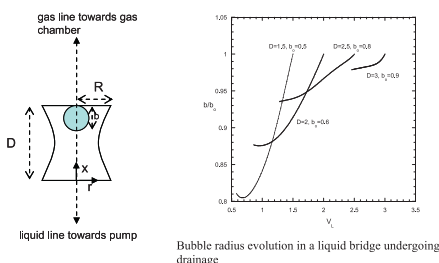 gas line towards gas
chamber
R
b
D
x
r
liquid line towards pump
1,05
1
0,95
0,9
0,85
0,8
b/b₀
D=1,5, b₀=0,5
D=2,5, b₀=0,8
D=3, b₀=0,9
D=2, b₀=0,8
0.5
1
1.5
2
2.5
3
3.5
V_L
Bubble radius evolution in a liquid bridge undergoing
drainage